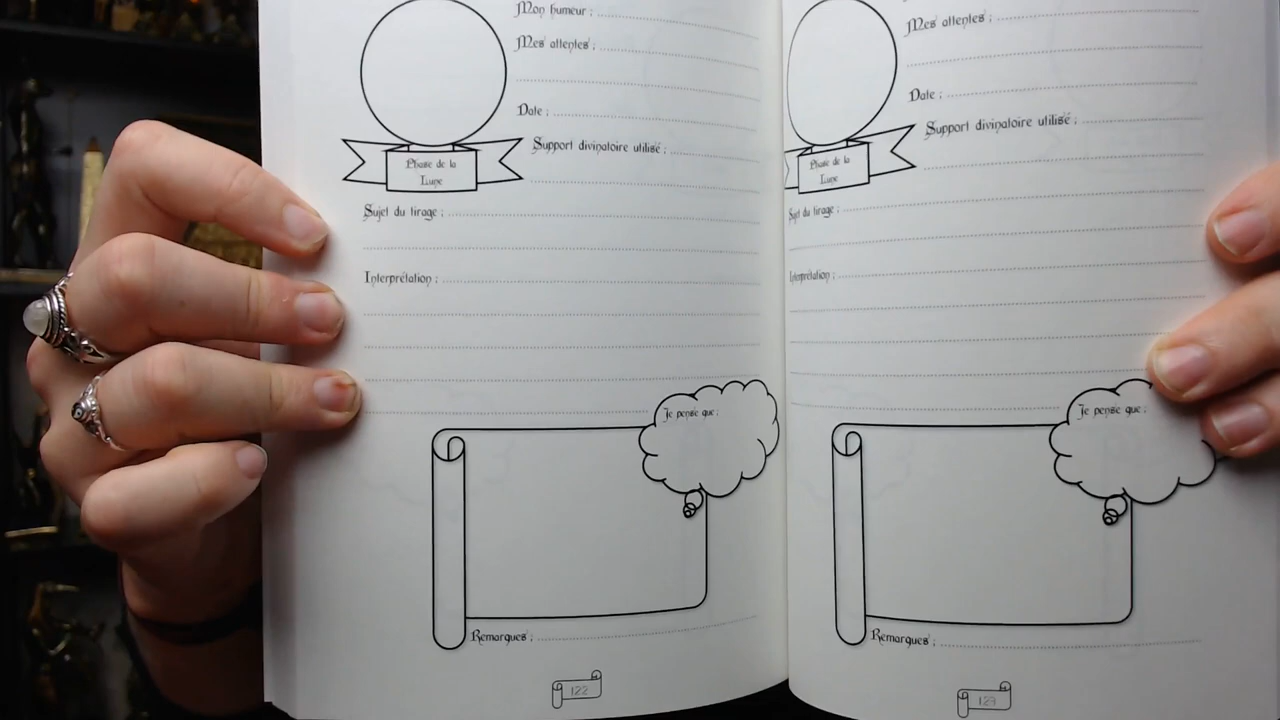 Mon humeur :
Mes attentes :
Date :
Support divinatoire utilisé :
Phase de la
Lune
Sujet du tirage :
Interprétation :
Je pense que :
Remarques :
122
Mes attentes :
Date :
Support divinatoire utilisé :
Phase de la
Lune
Sujet du tirage :
Interprétation :
Je pense que :
Remarques :
123